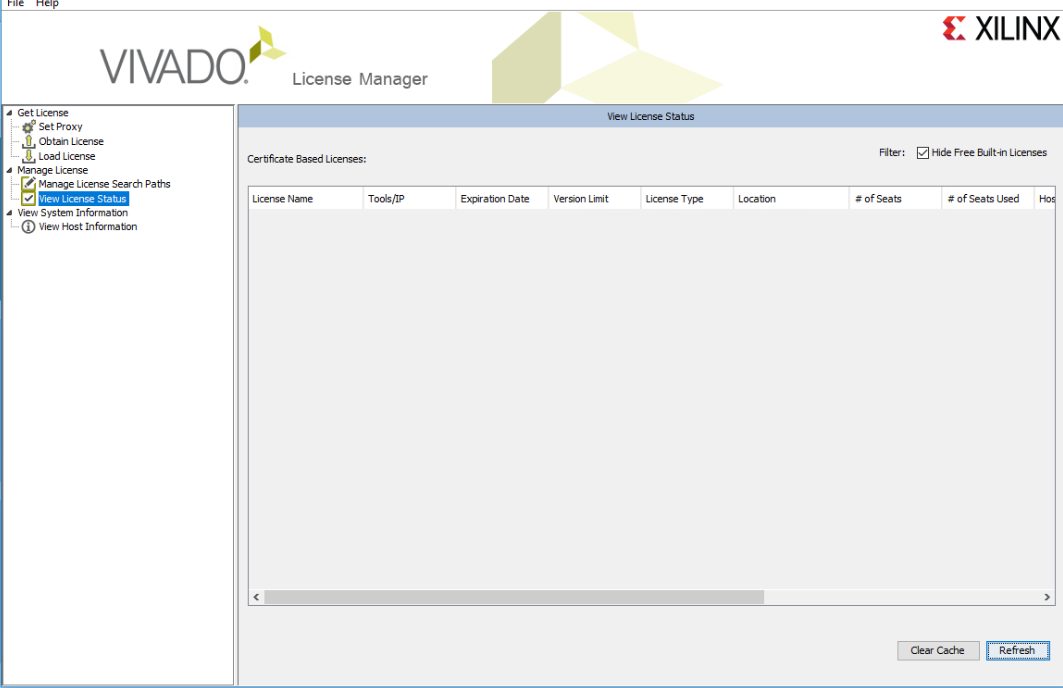 File Help
XILINX
VIVADO.
License Manager
Get License
Set Proxy
Obtain License
Load License
Manage License
Manage License Search Paths
View License Status
View System Information
View Host Information
View License Status
Certificate Based Licenses:
Filter: Hide Free Built-in Licenses
License Name Tools/IP Expiration Date Version Limit License Type Location # of Seats # of Seats Used Hos
Clear Cache Refresh